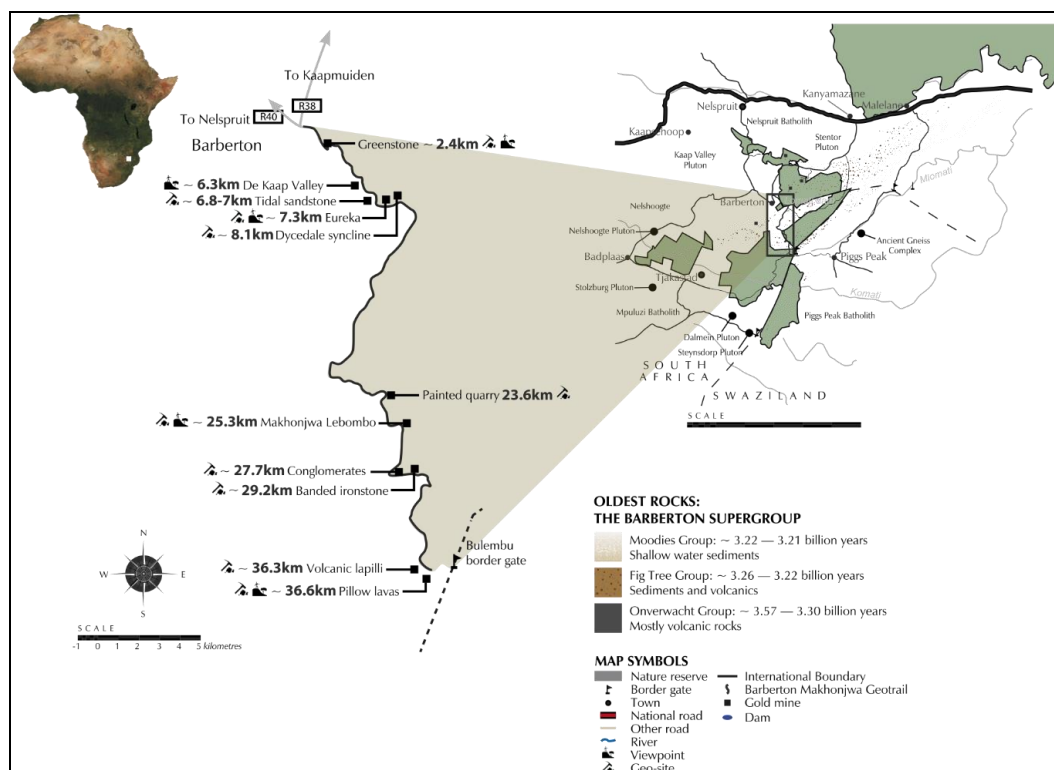 To Kaapmuiden
R38
R40
To Nelspruit
Barberton
Greenstone ~ 2.4km
~ 6.3km De Kaap Valley
~ 6.8-7km Tidal sandstone
~ 7.3km Eureka
~ 8.1km Dycedale syncline
Painted quarry 23.6km
~ 25.3km Makhonjwa Lebombo
~ 27.7km Conglomerates
~ 29.2km Banded ironstone
Bulembu
border gate
~ 36.3km Volcanic lapilli
~ 36.6km Pillow lavas
N
W
E
S
SCALE
-1 0 1 2 3 4 5 kilometres
Kanyamazane
Malelane
Nelspruit
Nelspruit Batholith
Stentor
Pluton
Kaapsehoop
Kaap Valley
Pluton
Mlomati
Nelshoogte
Barberton
Nelshoogte Pluton
Ancient Gneiss
Complex
Badplaas
Piggs Peak
Tjakastad
Stolzburg Pluton
Komati
Mpuluzi Batholith
Piggs Peak Batholith
Dalmein Pluton
Steynsdorp Pluton
SOUTH
AFRICA
SWAZILAND
SCALE
OLDEST ROCKS:
THE BARBERTON SUPERGROUP
Moodies Group: ~ 3.22 — 3.21 billion years
Shallow water sediments
Fig Tree Group: ~ 3.26 — 3.22 billion years
Sediments and volcanics
Onverwacht Group: ~ 3.57 — 3.30 billion years
Mostly volcanic rocks
MAP SYMBOLS
Nature reserve
Border gate
Town
National road
Other road
River
Viewpoint
Geo-site
International Boundary
Barberton Makhonjwa Geotrail
Gold mine
Dam